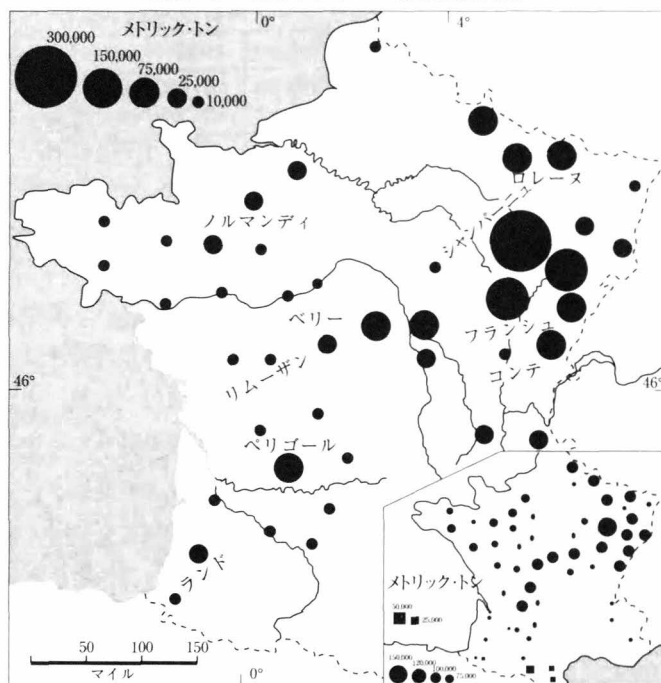 0°
4°
メトリック・トン
300,000
150,000
75,000
25,000
10,000
ロレーヌ
シャンパーニュ
ノルマンディ
ベリー
フランシュ
コンテ
リムーザン
46°
46°
ペリゴール
ランド
メトリック・トン
50,000
25,000
150,000
120,000
90,000
75,000
50
100
150
マイル
0°